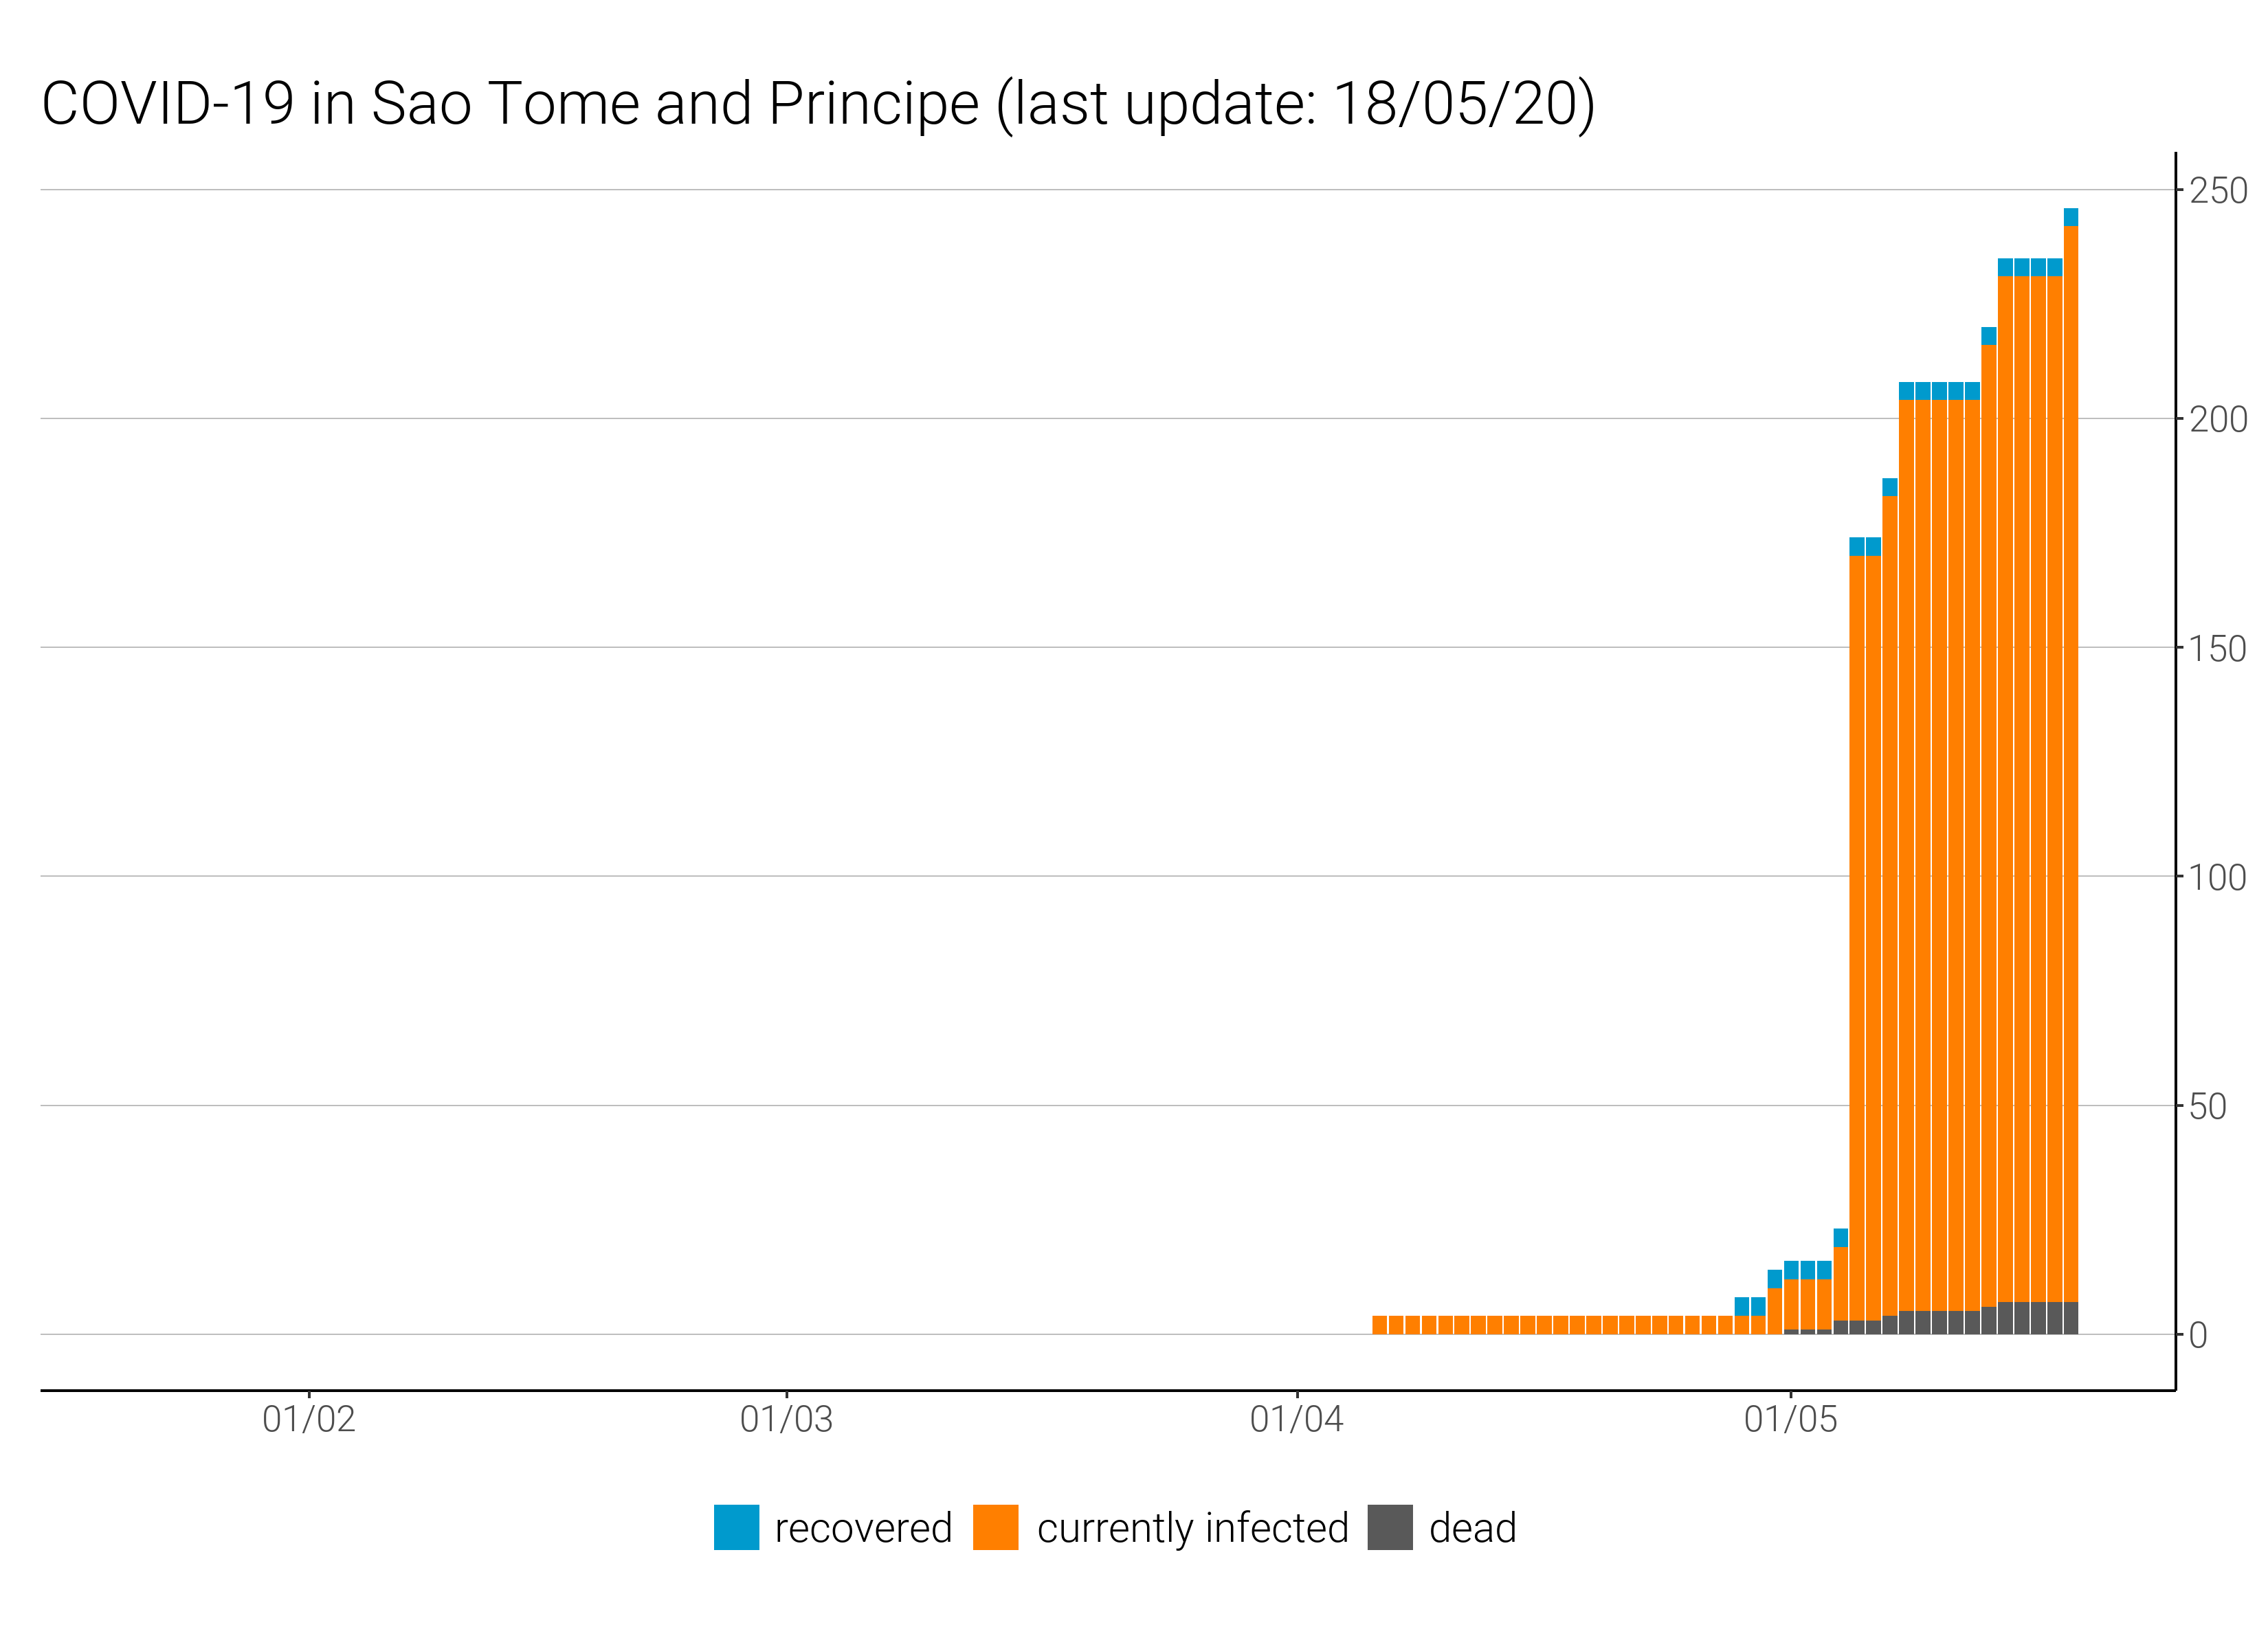 COVID-19 in Sao Tome and Principe (last update: 18/05/20)
250
200
150
100
50
0
01/02 01/03 01/04 01/05
recovered currently infected dead